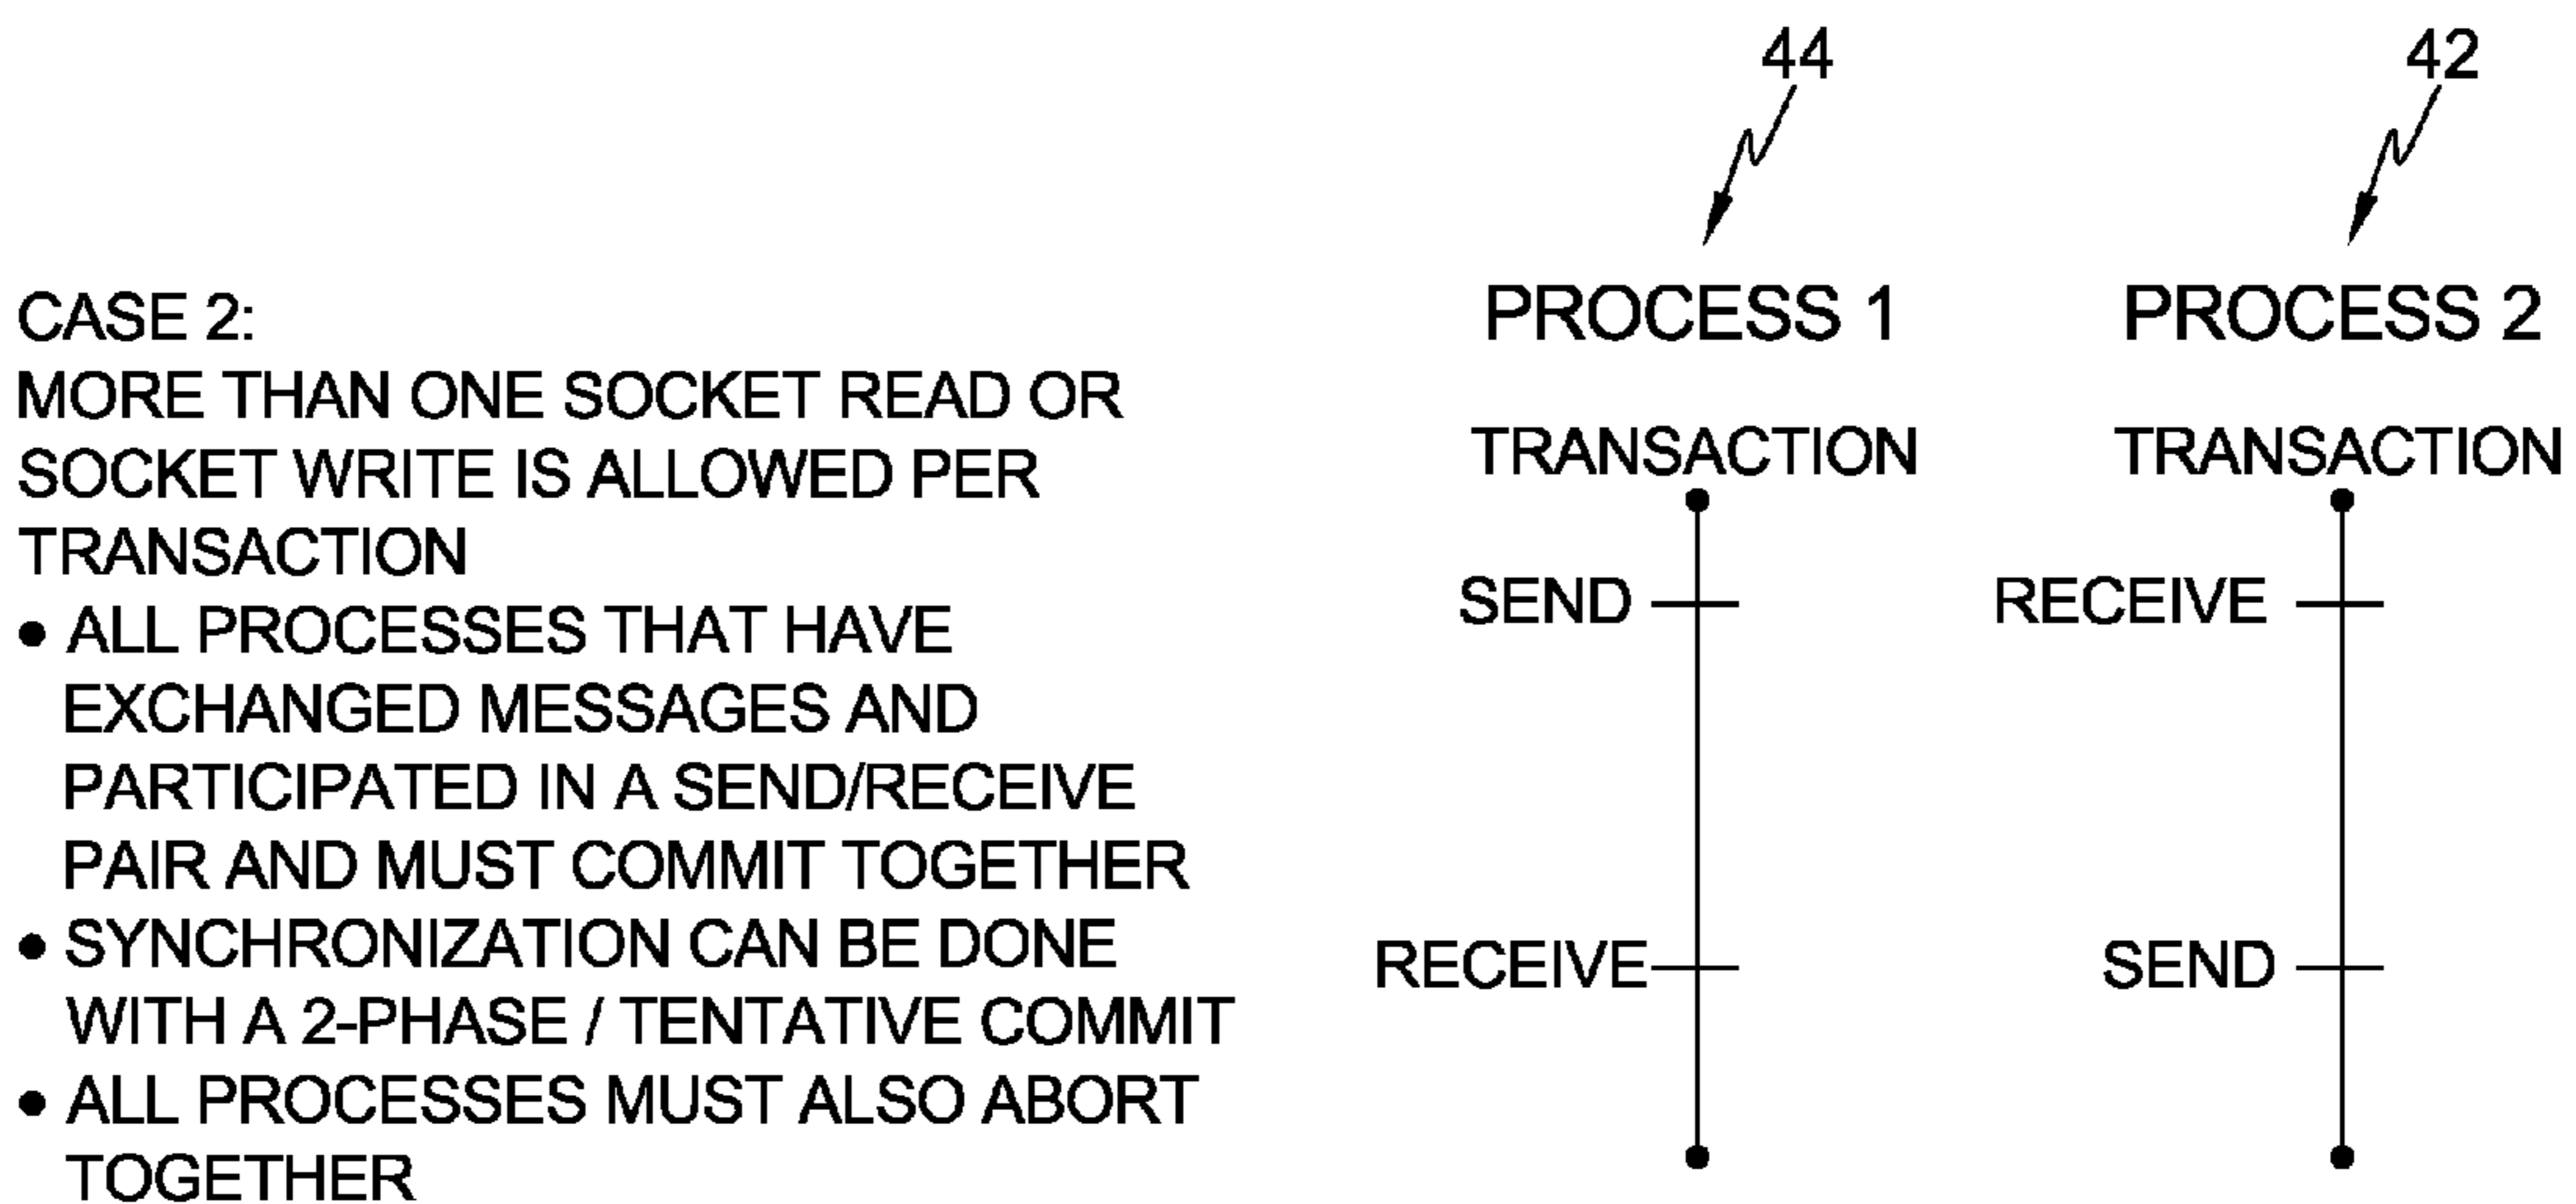 44
42
CASE 2:
MORE THAN ONE SOCKET READ OR
SOCKET WRITE IS ALLOWED PER
TRANSACTION
• ALL PROCESSES THAT HAVE
EXCHANGED MESSAGES AND
PARTICIPATED IN A SEND/RECEIVE
PAIR AND MUST COMMIT TOGETHER
• SYNCHRONIZATION CAN BE DONE
WITH A 2-PHASE / TENTATIVE COMMIT
• ALL PROCESSES MUST ALSO ABORT
TOGETHER
PROCESS 1
TRANSACTION
SEND
RECEIVE
PROCESS 2
TRANSACTION
RECEIVE
SEND